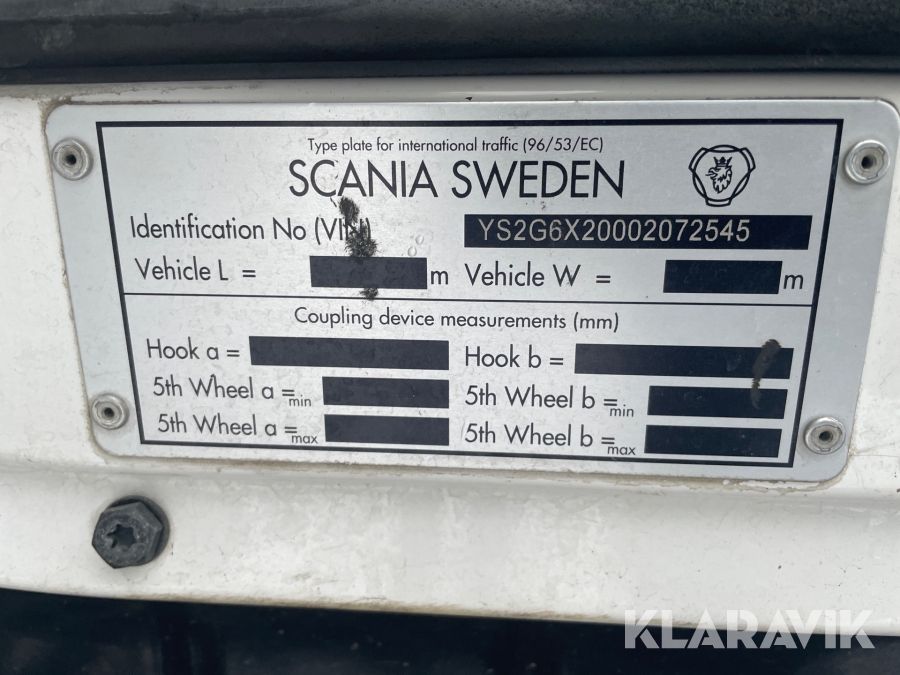 Type plate for international traffic (96/53/EC)
SCANIA SWEDEN
Identification No (VIN) YS2G6X20002072545
Vehicle L = m Vehicle W = m
Coupling device measurements (mm)
Hook a = Hook b =
5th Wheel a =min 5th Wheel b =min
5th Wheel a =max 5th Wheel b =max
KLARAVIK